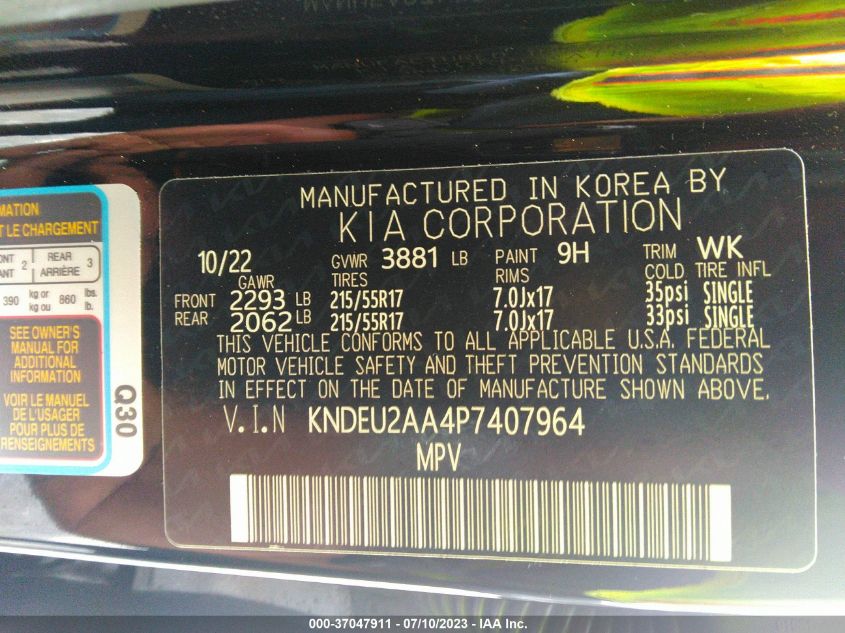 MANUFACTURED IN KOREA BY
KIA CORPORATION
10/22 GVWR 3881 LB PAINT 9H TRIM WK
GAWR TIRES RIMS COLD TIRE INFL
FRONT 2293 LB 215/55R17 7.0Jx17 35psi SINGLE
REAR 2062 LB 215/55R17 7.0Jx17 33psi SINGLE
THIS VEHICLE CONFORMS TO ALL APPLICABLE U.S.A. FEDERAL
MOTOR VEHICLE SAFETY AND THEFT PREVENTION STANDARDS
IN EFFECT ON THE DATE OF MANUFACTURE SHOWN ABOVE.
V.I.N KNDEU2AA4P7407964
MPV
LE CHARGEMENT
2 REAR 3
ARRIÈRE
390 kg or 860 lbs.
kg ou lb.
SEE OWNER'S
MANUAL FOR
ADDITIONAL
INFORMATION
VOIR LE MANUEL
DE L'USAGER
POUR PLUS DE
RENSEIGNEMENTS
Q30
000-37047911 - 07/10/2023 - IAA Inc.